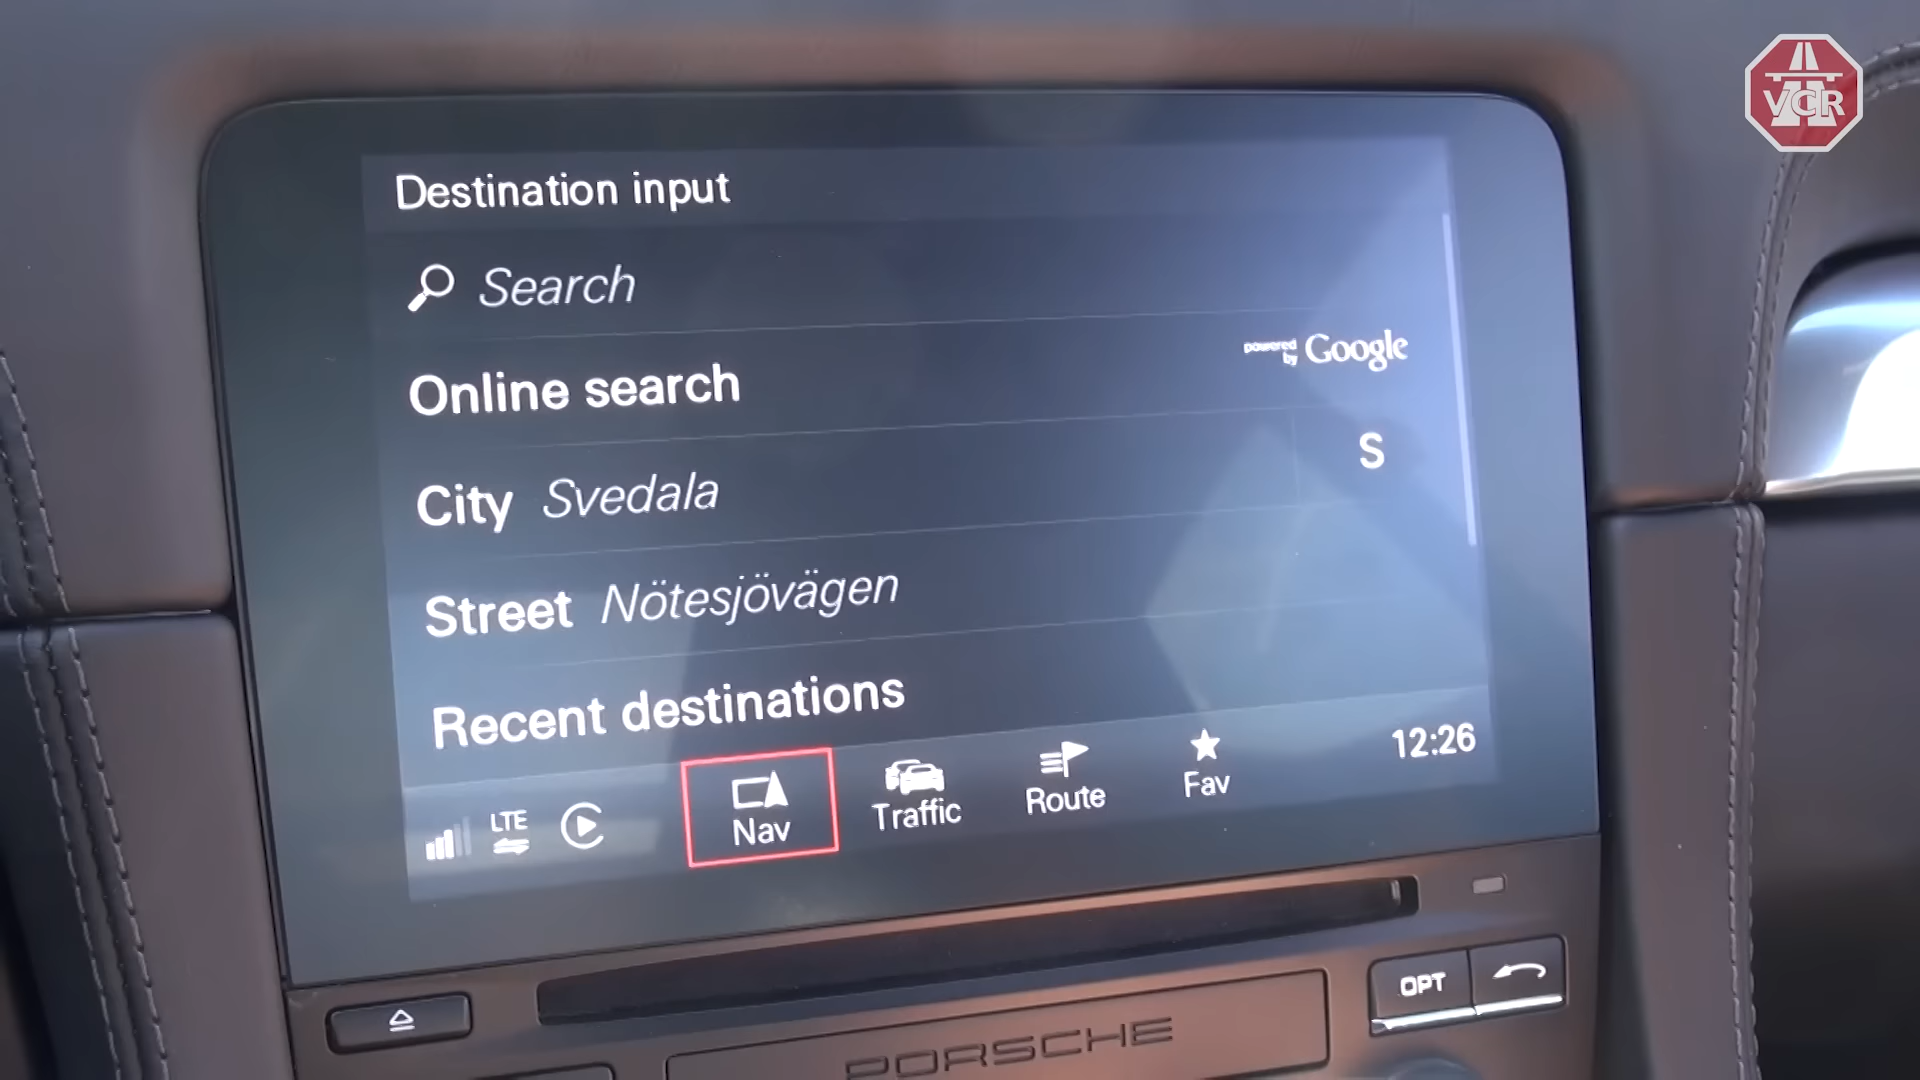 VCR
Destination input
Search
Online search
powered by Google
City Svedala
S
Street Nötesjövägen
Recent destinations
LTE
Nav
Traffic
Route
Fav
12:26
OPT
PORSCHE